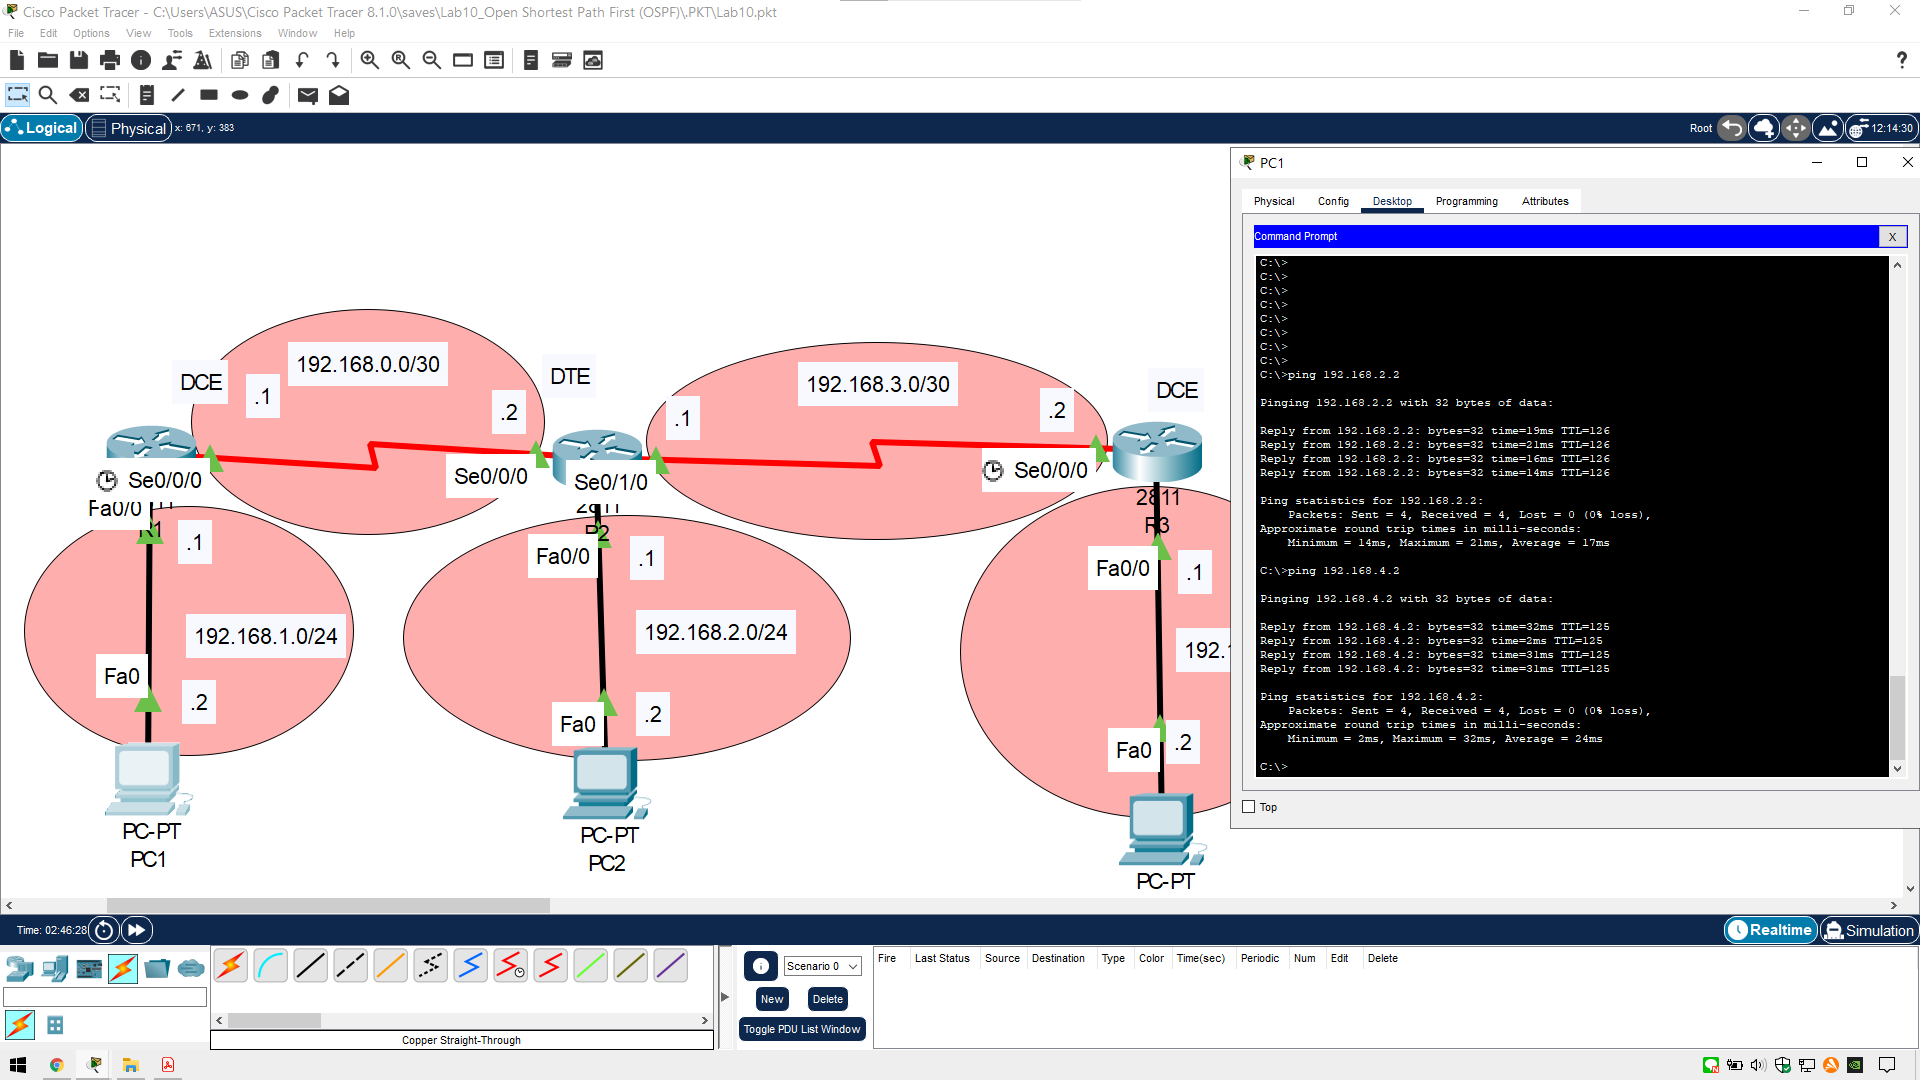 Cisco Packet Tracer - C:\Users\ASUS\Cisco Packet Tracer 8.1.0\saves\Lab10_Open Shortest Path First (OSPF)\.PKT\Lab10.pkt
File Edit Options View Tools Extensions Window Help
Logical Physical x: 671, y: 383 Root 12:14:30
PC1
Physical Config Desktop Programming Attributes
Command Prompt X
C:\>
C:\>
C:\>
C:\>
C:\>
C:\>
C:\>
C:\>
C:\>ping 192.168.2.2
Pinging 192.168.2.2 with 32 bytes of data:
Reply from 192.168.2.2: bytes=32 time=19ms TTL=126
Reply from 192.168.2.2: bytes=32 time=21ms TTL=126
Reply from 192.168.2.2: bytes=32 time=16ms TTL=126
Reply from 192.168.2.2: bytes=32 time=14ms TTL=126
Ping statistics for 192.168.2.2:
Packets: Sent = 4, Received = 4, Lost = 0 (0% loss),
Approximate round trip times in milli-seconds:
Minimum = 14ms, Maximum = 21ms, Average = 17ms
C:\>ping 192.168.4.2
Pinging 192.168.4.2 with 32 bytes of data:
Reply from 192.168.4.2: bytes=32 time=32ms TTL=125
Reply from 192.168.4.2: bytes=32 time=2ms TTL=125
Reply from 192.168.4.2: bytes=32 time=31ms TTL=125
Reply from 192.168.4.2: bytes=32 time=31ms TTL=125
Ping statistics for 192.168.4.2:
Packets: Sent = 4, Received = 4, Lost = 0 (0% loss),
Approximate round trip times in milli-seconds:
Minimum = 2ms, Maximum = 32ms, Average = 24ms
C:\>
Top
DCE .1 192.168.0.0/30 .2 DTE
.1 192.168.3.0/30 .2 DCE
Se0/0/0 Se0/0/0 Se0/1/0 Se0/0/0
Fa0/0 2811 2811
R2 R3
.1 Fa0/0 .1 Fa0/0 .1
192.168.1.0/24 192.168.2.0/24 192.1
Fa0 .2 Fa0 .2 Fa0 .2
PC-PT
PC1
PC-PT
PC2
PC-PT
Time: 02:46:28 Realtime Simulation
Scenario 0
New Delete
Toggle PDU List Window
Fire Last Status Source Destination Type Color Time(sec) Periodic Num Edit Delete
Copper Straight-Through